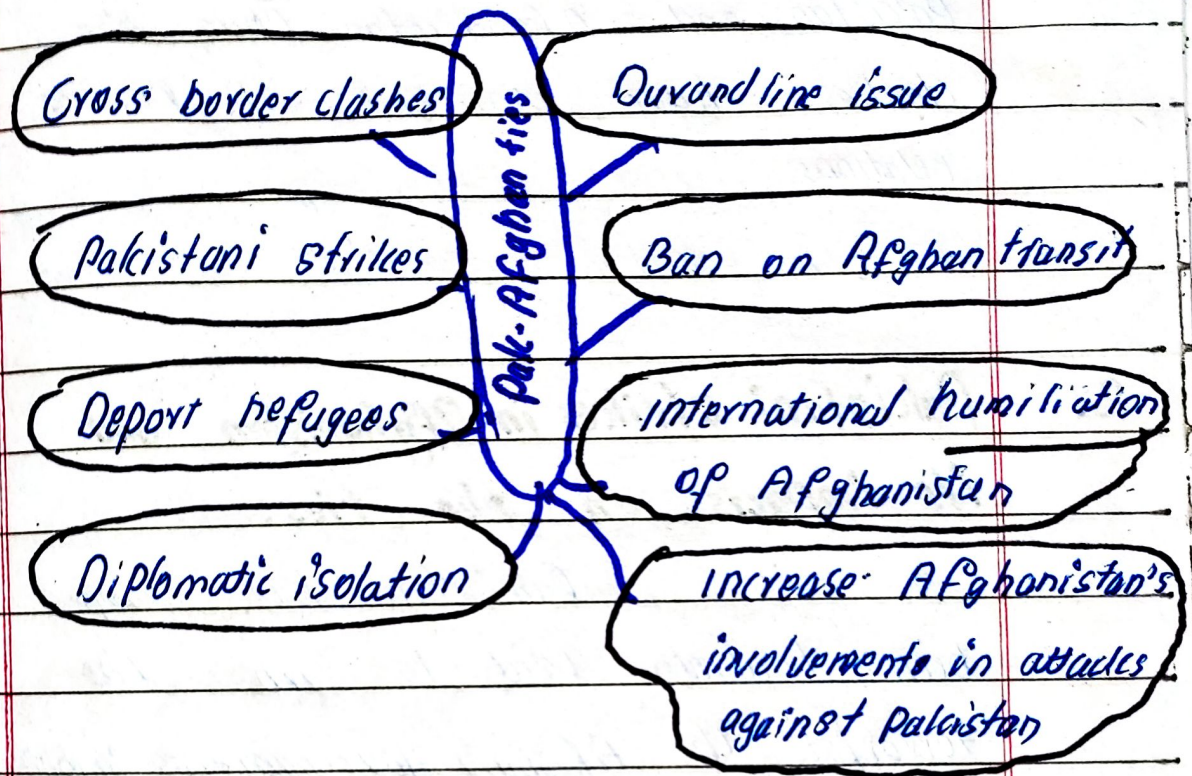 Cross border clashes
Durand line issue
Pak-Afghan ties
Pakistani strikes
Ban on Afghan transit
Deport refugees
international humiliation
of Afghanistan
Diplomatic isolation
increase Afghanistan's
involvements in attacks
against Pakistan